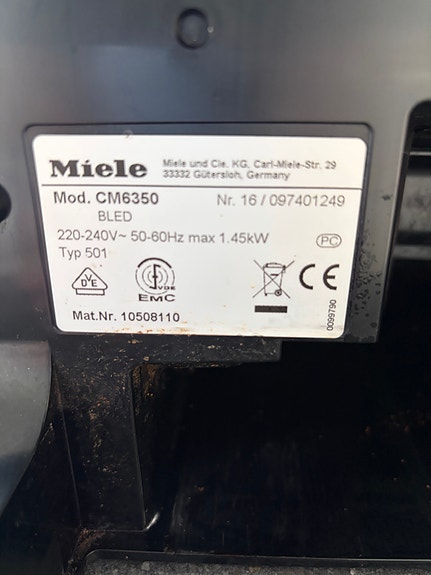 Miele Miele und Cie. KG, Carl-Miele-Str. 29
33332 Gütersloh, Germany
Mod. CM6350 Nr. 16 / 097401249
BLED
220-240V~ 50-60Hz max 1.45kW PC
Typ 501
VDE VDE CE
EMC
Mat.Nr. 10508110
0099790